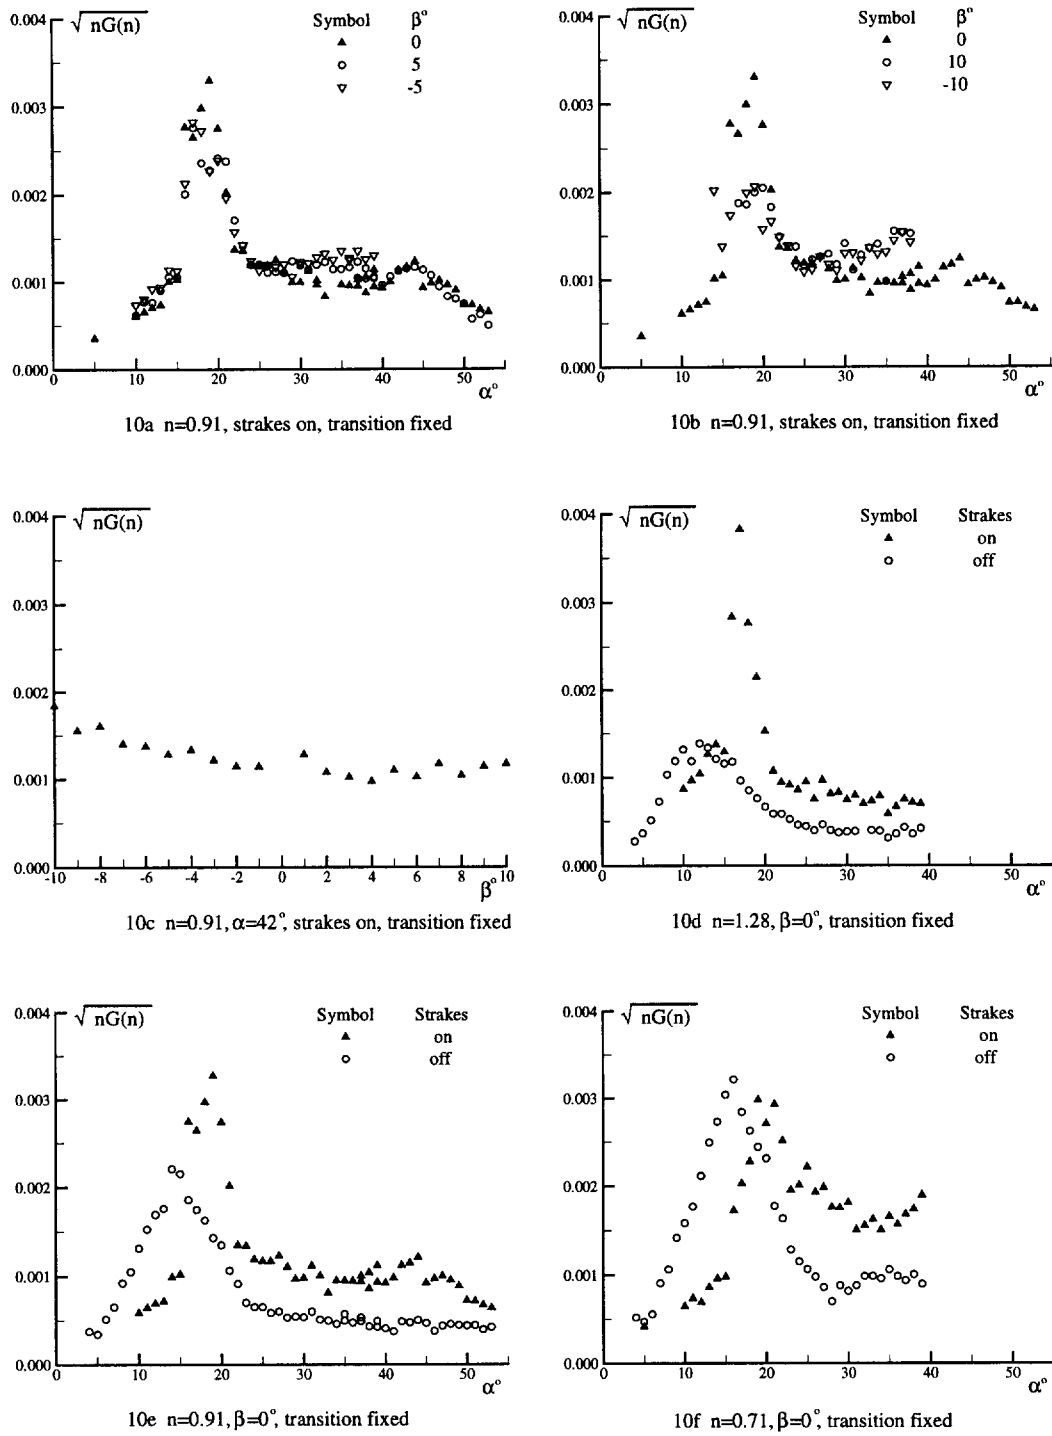 √nG(n)
Symbol β°
0
5
-5
0.004
0.003
0.002
0.001
0.000
0 10 20 30 40 50
α°
10a n=0.91, strakes on, transition fixed
√nG(n)
Symbol β°
0
10
-10
0.004
0.003
0.002
0.001
0.000
0 10 20 30 40 50
α°
10b n=0.91, strakes on, transition fixed
√nG(n)
0.004
0.003
0.002
0.001
0.000
-10 -8 -6 -4 -2 0 2 4 6 8 10
β°
10c n=0.91, α=42°, strakes on, transition fixed
√nG(n)
Symbol Strakes
on
off
0.004
0.003
0.002
0.001
0.000
0 10 20 30 40 50
α°
10d n=1.28, β=0°, transition fixed
√nG(n)
Symbol Strakes
on
off
0.004
0.003
0.002
0.001
0.000
0 10 20 30 40 50
α°
10e n=0.91, β=0°, transition fixed
√nG(n)
Symbol Strakes
on
off
0.004
0.003
0.002
0.001
0.000
0 10 20 30 40 50
α°
10f n=0.71, β=0°, transition fixed